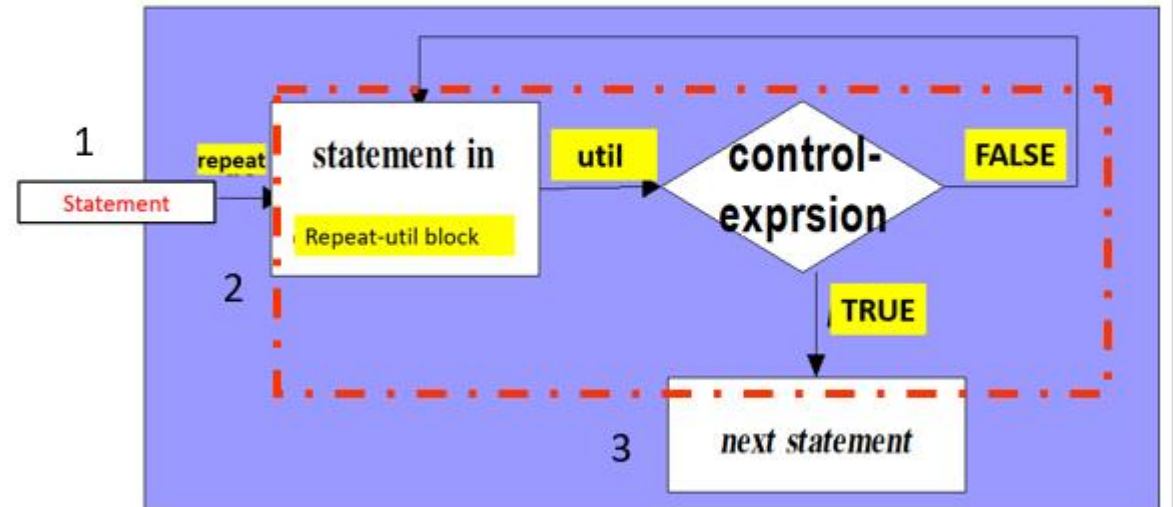 1
Statement
repeat
2
statement in
Repeat-util block
util
control-
exprsion
FALSE
TRUE
3
next statement